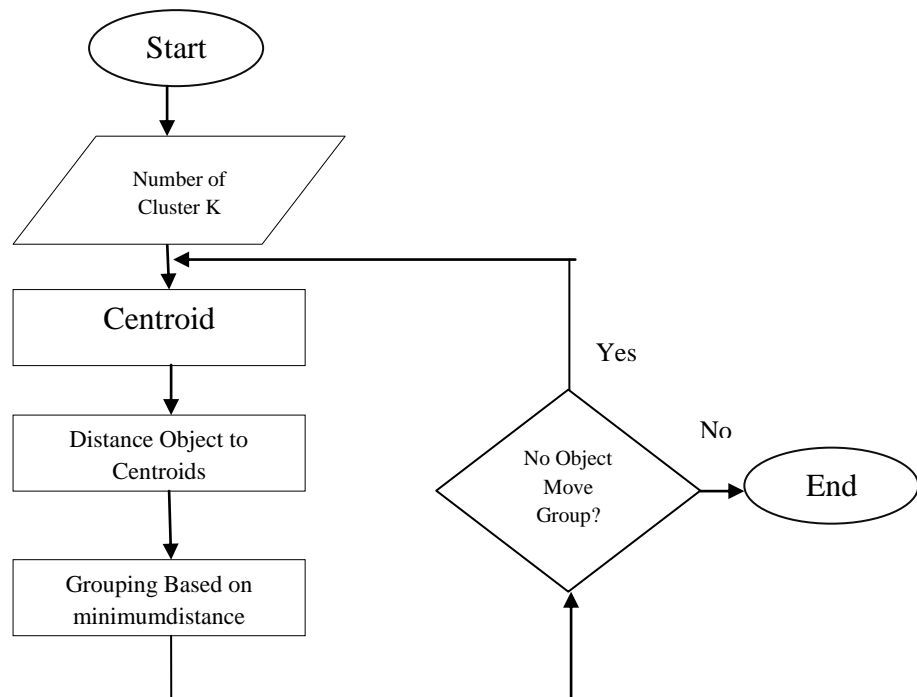 Start
Number of
Cluster K
Centroid
Distance Object to
Centroids
Grouping Based on
minimumdistance
Yes
No Object
Move
Group?
No
End